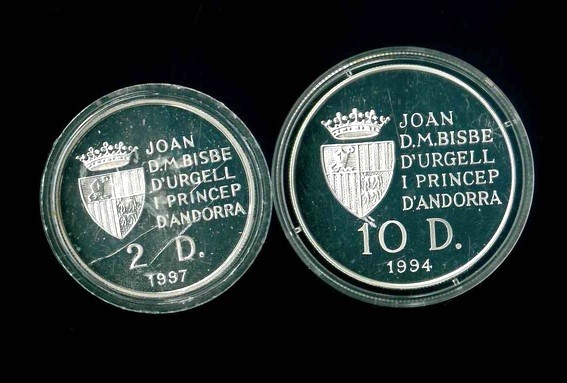 JOAN
D.M.BISBE
D'URGELL
I PRINCEP
D'ANDORRA
2 D.
1997
JOAN
D.M.BISBE
D'URGELL
I PRINCEP
D'ANDORRA
10 D.
1994